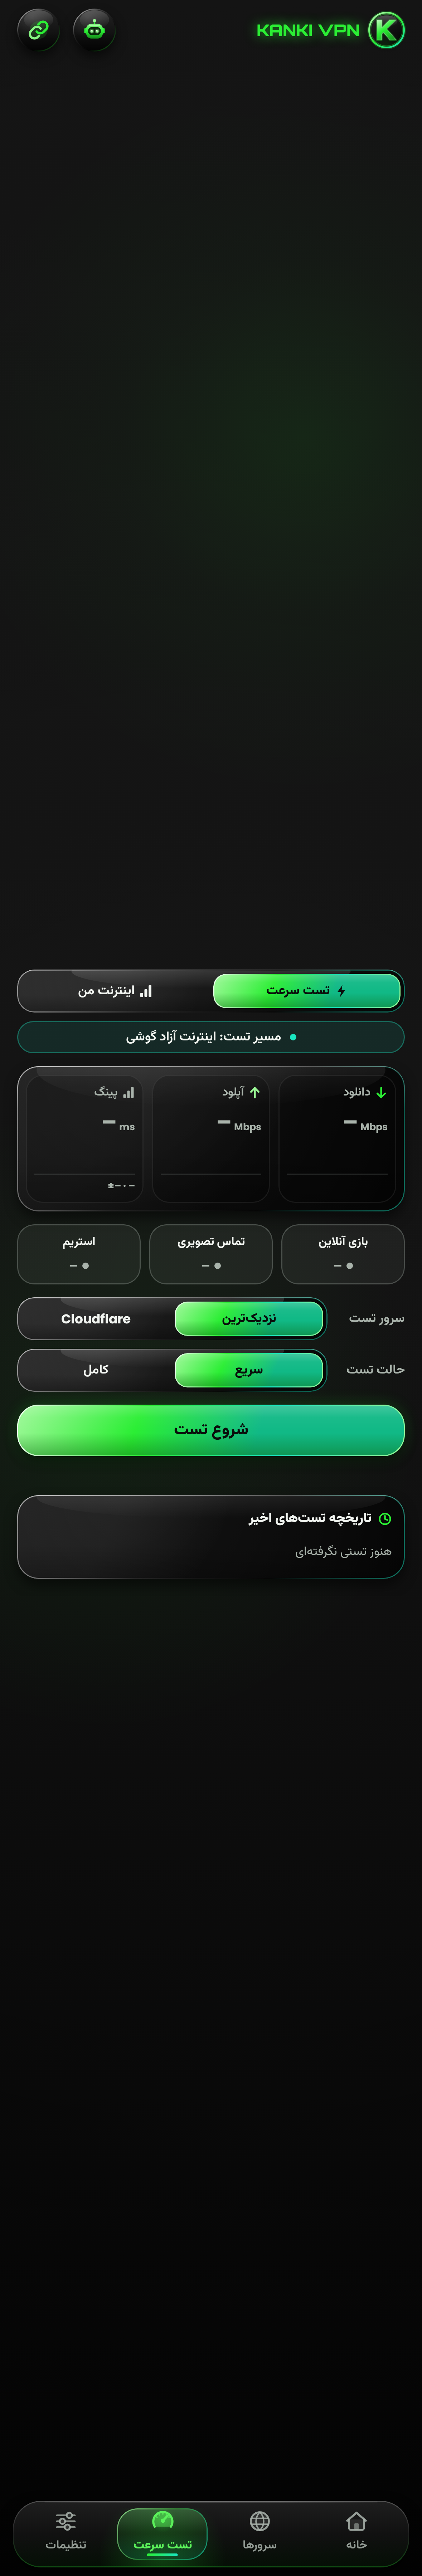 KANKI VPN
تست سرعت
اینترنت من
مسیر تست: اینترنت آزاد گوشی
دانلود
آپلود
پینگ
— Mbps
— Mbps
— ms
±— · —
بازی آنلاین
تماس تصویری
استریم
—
—
—
سرور تست
نزدیک‌ترین
Cloudflare
حالت تست
سریع
کامل
شروع تست
تاریخچه تست‌های اخیر
هنوز تستی نگرفته‌ای
خانه
سرورها
تست سرعت
تنظیمات